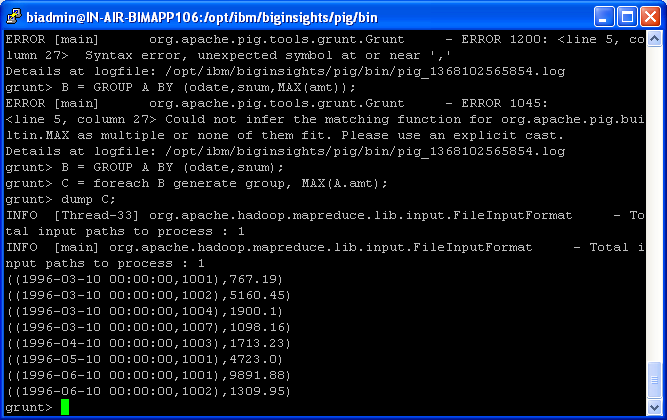 biadmin@IN-AIR-BIMAPP106:/opt/ibm/biginsights/pig/bin
ERROR [main]     org.apache.pig.tools.grunt.Grunt     - ERROR 1200: <line 5, co
lumn 27>  Syntax error, unexpected symbol at or near ','
Details at logfile: /opt/ibm/biginsights/pig/bin/pig_1368102565854.log
grunt> B = GROUP A BY (odate,snum,MAX(amt));
ERROR [main]     org.apache.pig.tools.grunt.Grunt     - ERROR 1045:
<line 5, column 27> Could not infer the matching function for org.apache.pig.bui
ltin.MAX as multiple or none of them fit. Please use an explicit cast.
Details at logfile: /opt/ibm/biginsights/pig/bin/pig_1368102565854.log
grunt> B = GROUP A BY (odate,snum);
grunt> C = foreach B generate group, MAX(A.amt);
grunt> dump C;
INFO  [Thread-33] org.apache.hadoop.mapreduce.lib.input.FileInputFormat     - To
tal input paths to process : 1
INFO  [main] org.apache.hadoop.mapreduce.lib.input.FileInputFormat     - Total i
nput paths to process : 1
((1996-03-10 00:00:00,1001),767.19)
((1996-03-10 00:00:00,1002),5160.45)
((1996-03-10 00:00:00,1004),1900.1)
((1996-03-10 00:00:00,1007),1098.16)
((1996-04-10 00:00:00,1003),1713.23)
((1996-05-10 00:00:00,1001),4723.0)
((1996-06-10 00:00:00,1001),9891.88)
((1996-06-10 00:00:00,1002),1309.95)
grunt>